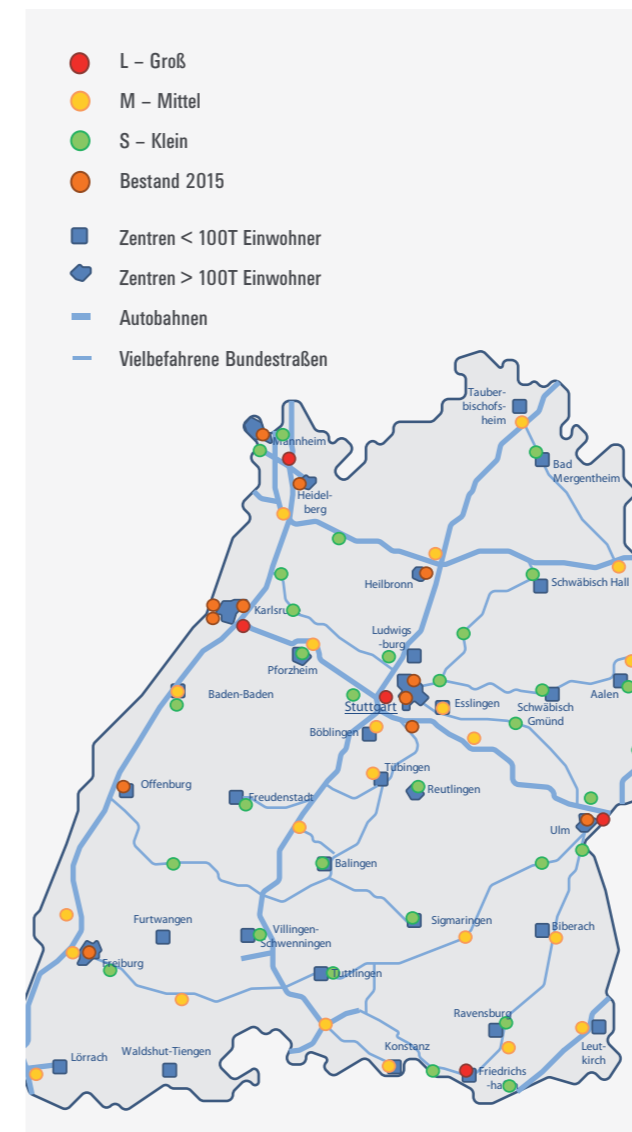 L – Groß
M – Mittel
S – Klein
Bestand 2015
Zentren < 100T Einwohner
Zentren > 100T Einwohner
Autobahnen
Vielbefahrene Bundestraßen
Tauber-
bischofs-
heim
Mannheim
Bad
Mergentheim
Heidel-
berg
Heilbronn
Schwäbisch Hall
Karlsru
Ludwigs
-burg
Pforzheim
Baden-Baden
Stuttgart
Esslingen
Schwäbisch
Gmünd
Aalen
Böblingen
Tübingen
Offenburg
Freudenstadt
Reutlingen
Ulm
Balingen
Furtwangen
Villingen-
Schwenningen
Sigmaringen
Biberach
Freiburg
Tuttlingen
Ravensburg
Leut-
kirch
Konstanz
Lörrach
Waldshut-Tiengen
Friedrichs
-hafen